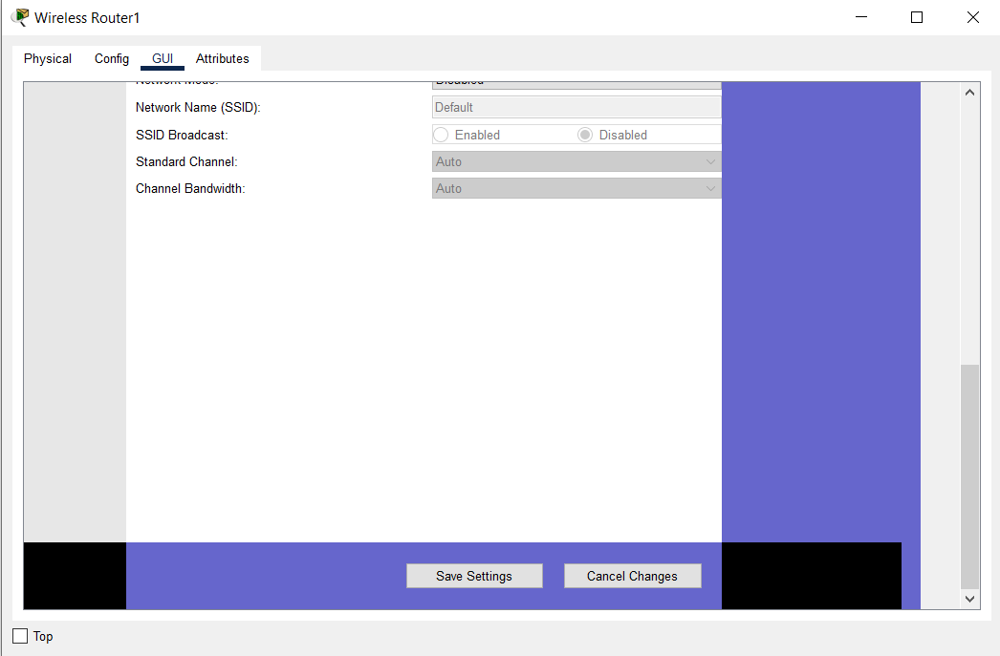 Wireless Router1
Physical Config GUI Attributes
Network Mode: Disabled
Network Name (SSID): Default
SSID Broadcast: Enabled Disabled
Standard Channel: Auto
Channel Bandwidth: Auto
Save Settings Cancel Changes
Top